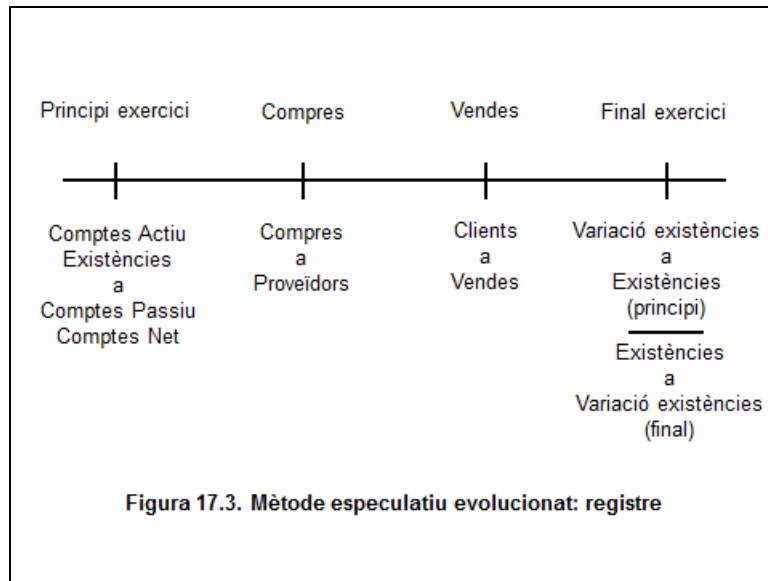 Principi exercici
Compres
Vendes
Final exercici
Comptes Actiu
Existències
a
Comptes Passiu
Comptes Net
Compres
a
Proveïdors
Clients
a
Vendes
Variació existències
a
Existències
(principi)
Existències
a
Variació existències
(final)
Figura 17.3. Mètode especulatiu evolucionat: registre